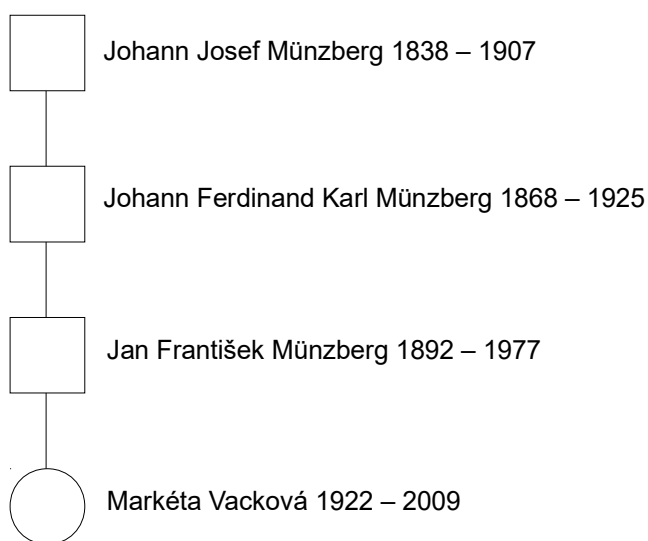 Johann Josef Münzberg 1838 – 1907
Johann Ferdinand Karl Münzberg 1868 – 1925
Jan František Münzberg 1892 – 1977
Markéta Vacková 1922 – 2009